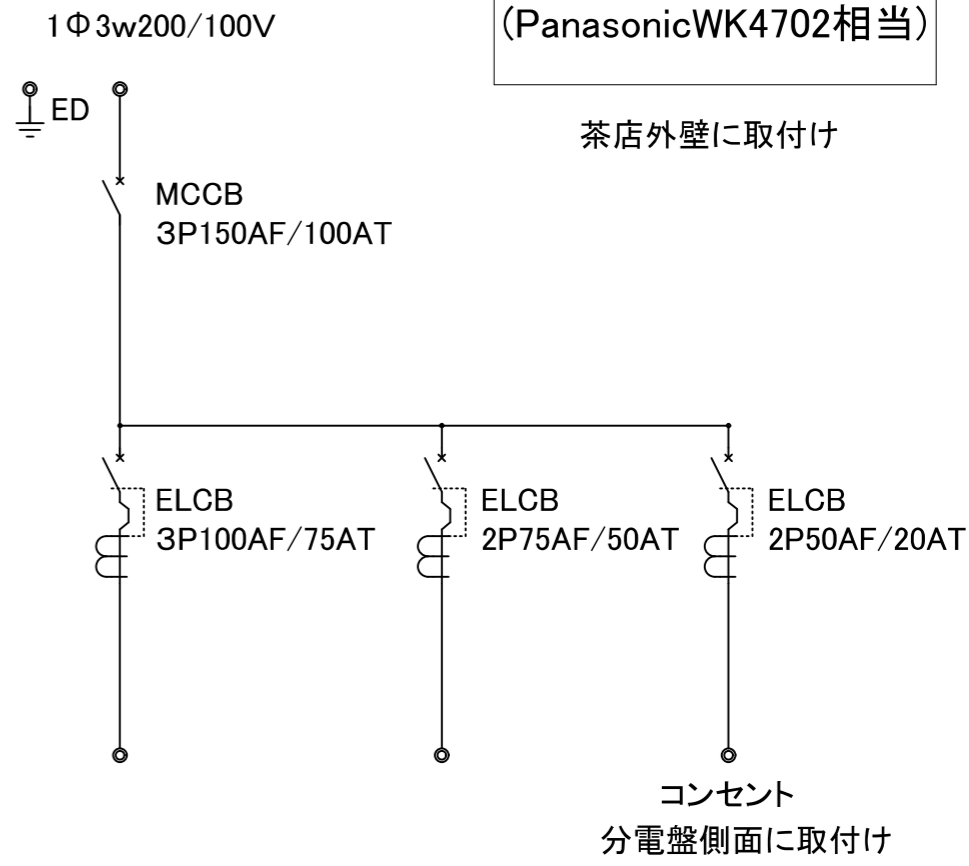 1Φ3w200/100V
(PanasonicWK4702相当)
ED
茶店外壁に取付け
MCCB
3P150AF/100AT
ELCB
3P100AF/75AT
ELCB
2P75AF/50AT
ELCB
2P50AF/20AT
コンセント
分電盤側面に取付け